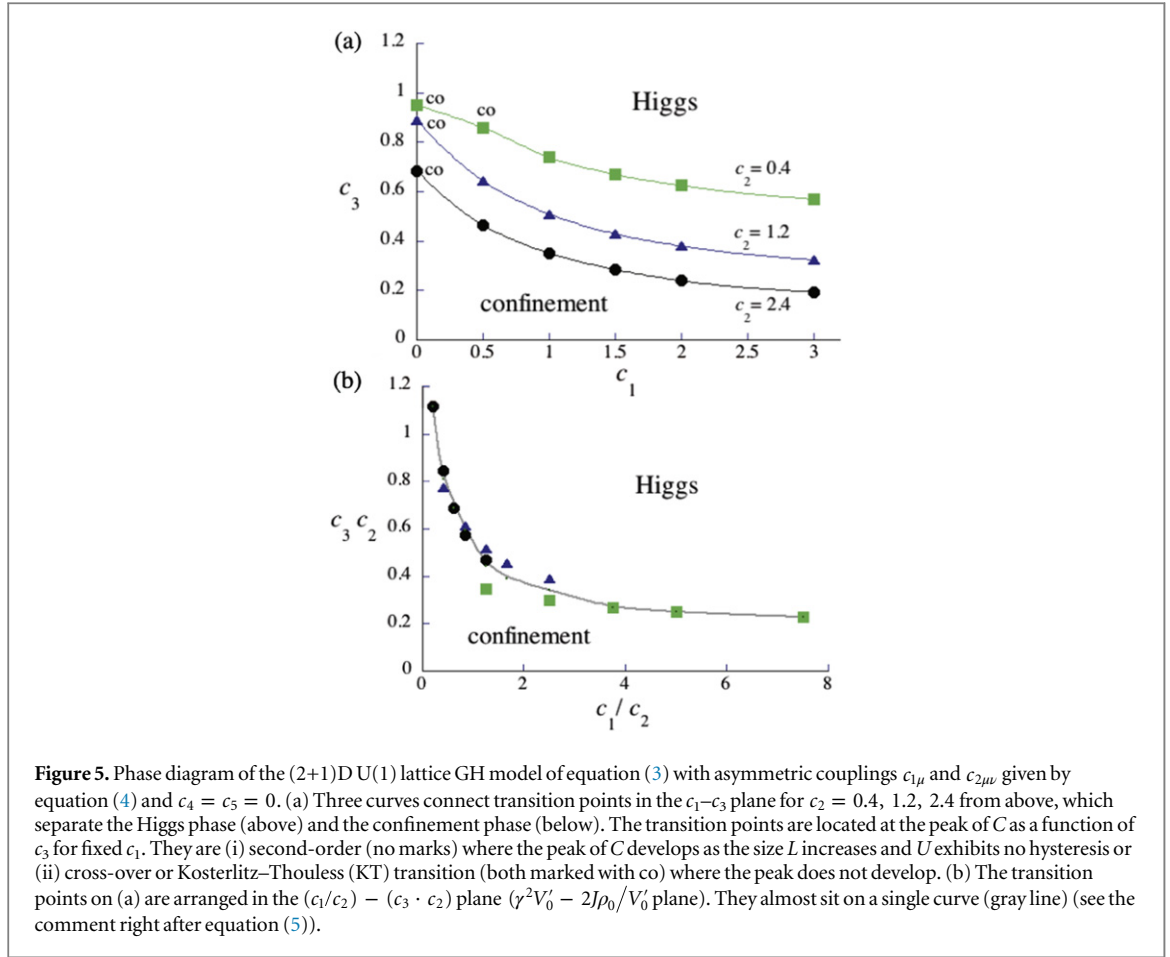 (a)
1.2
1
0.8
0.6
0.4
0.2
0
c3
co
co
co
co
Higgs
c2 = 0.4
c2 = 1.2
c2 = 2.4
confinement
0 0.5 1 1.5 2 2.5 3
c1
(b)
1.2
1
0.8
0.6
0.4
0.2
0
c3 c2
Higgs
confinement
0 2 4 6 8
c1 / c2
Figure 5. Phase diagram of the (2+1)D U(1) lattice GH model of equation (3) with asymmetric couplings c1μ and c2μν given by
equation (4) and c4 = c5 = 0. (a) Three curves connect transition points in the c1–c3 plane for c2 = 0.4, 1.2, 2.4 from above, which
separate the Higgs phase (above) and the confinement phase (below). The transition points are located at the peak of C as a function of
c3 for fixed c1. They are (i) second-order (no marks) where the peak of C develops as the size L increases and U exhibits no hysteresis or
(ii) cross-over or Kosterlitz–Thouless (KT) transition (both marked with co) where the peak does not develop. (b) The transition
points on (a) are arranged in the (c1/c2) − (c3 · c2) plane (γ²V′0 − 2Jρ0/V′0 plane). They almost sit on a single curve (gray line) (see the
comment right after equation (5)).